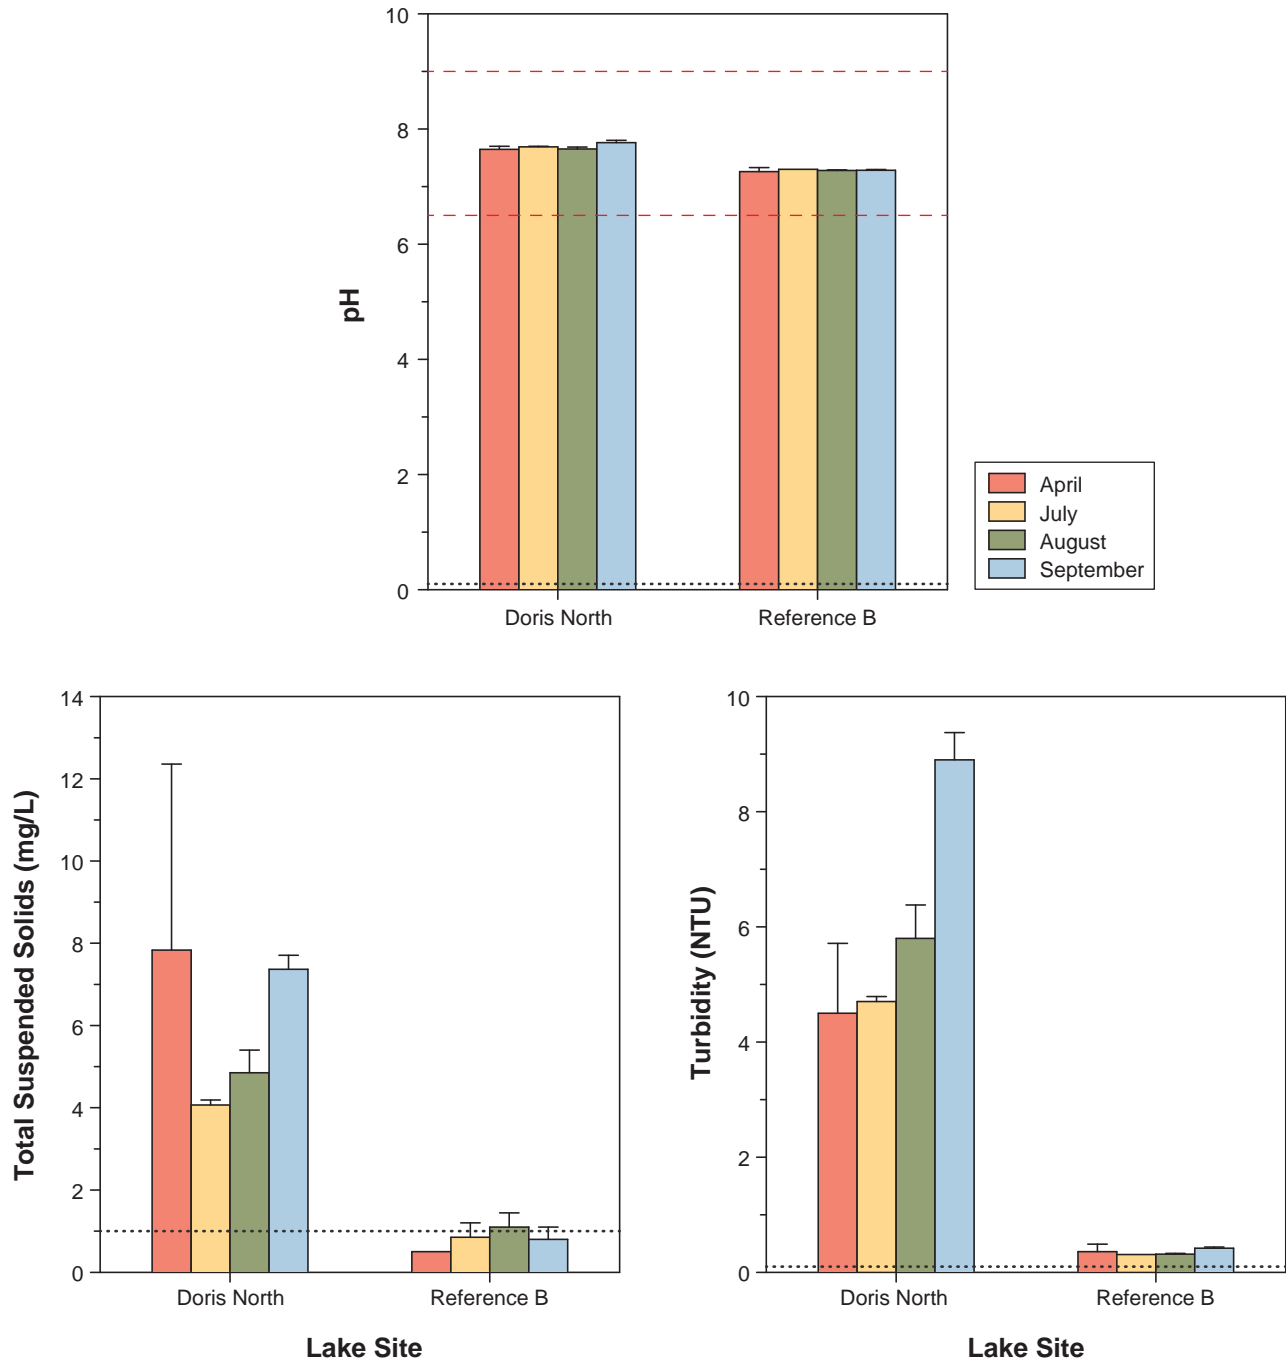 10
8
6
4
2
0
pH
Doris North
Reference B
April
July
August
September
14
12
10
8
6
4
2
0
Total Suspended Solids (mg/L)
Doris North
Reference B
Lake Site
10
8
6
4
2
0
Turbidity (NTU)
Doris North
Reference B
Lake Site